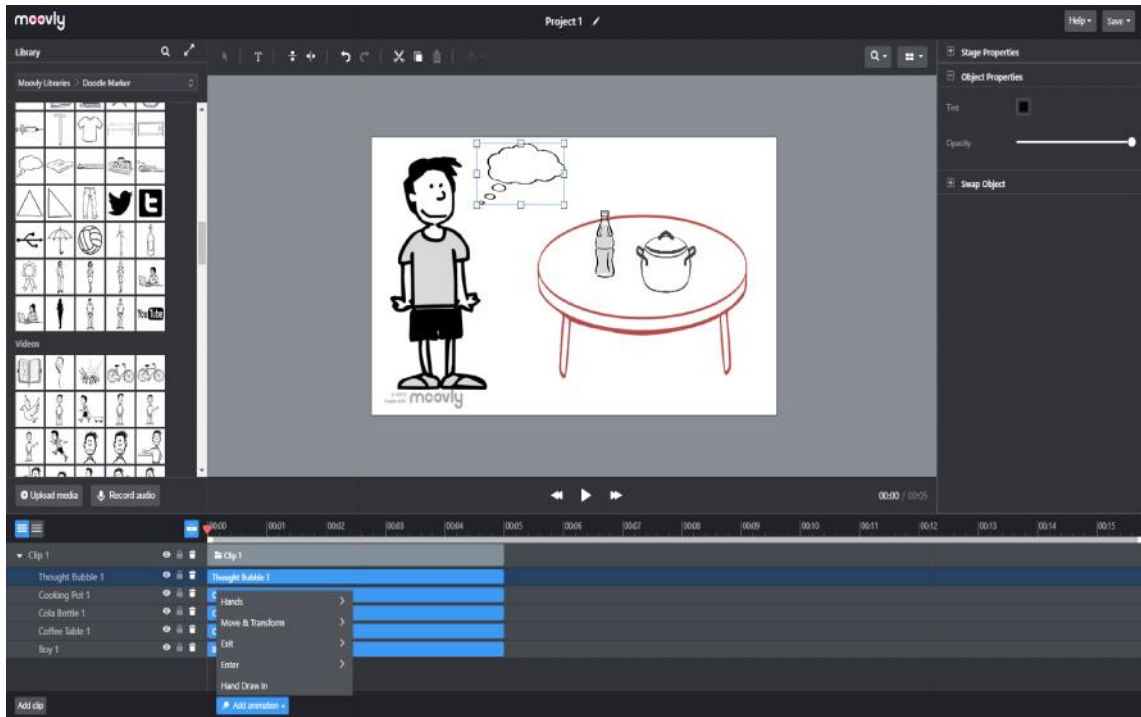 moovly
Project 1
Help
Save
Library
Moovly Libraries > Doodle Marker
T
Stage Properties
Object Properties
Tint
Opacity
Swap Object
You Tube
Videos
made with moovly
Upload media
Record audio
00:00 / 00:05
00:00 00:01 00:02 00:03 00:04 00:05 00:06 00:07 00:08 00:09 00:10 00:11 00:12 00:13 00:14 00:15
Clip 1
Clip 1
Thought Bubble 1
Thought Bubble 1
Cooking Pot 1
Cola Bottle 1
Coffee Table 1
Boy 1
Hands
Move & Transform
Exit
Enter
Hand Draw In
Add clip
Add animation